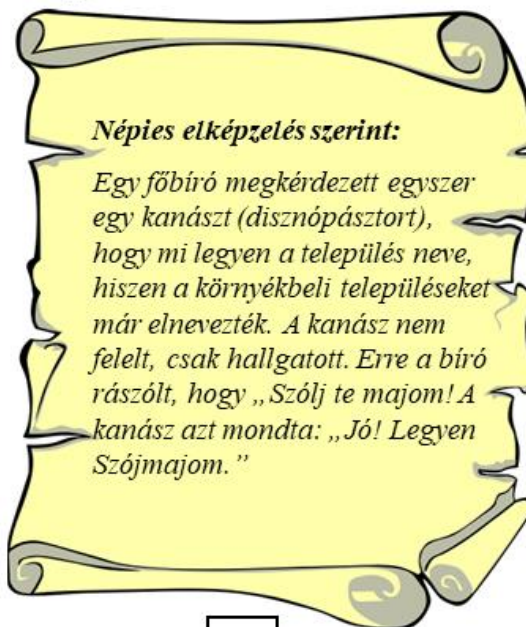 Népies elképzelés szerint:
Egy főbíró megkérdezett egyszer
egy kanászt (disznópásztort),
hogy mi legyen a település neve,
hiszen a környékbeli településeket
már elnevezték. A kanász nem
felelt, csak hallgatott. Erre a bíró
rászólt, hogy „Szólj te majom! A
kanász azt mondta: „Jó! Legyen
Szójmajom.”